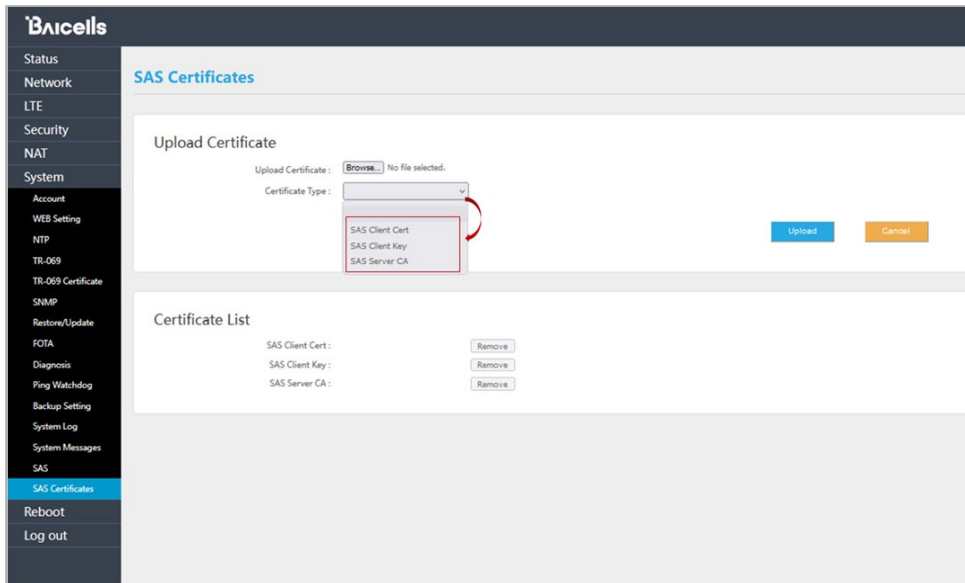 Baicells
Status
Network
LTE
Security
NAT
System
Account
WEB Setting
NTP
TR-069
TR-069 Certificate
SNMP
Restore/Update
FOTA
Diagnosis
Ping Watchdog
Backup Setting
System Log
System Messages
SAS
SAS Certificates
Reboot
Log out
SAS Certificates
Upload Certificate
Upload Certificate : Browse... No file selected.
Certificate Type :
SAS Client Cert
SAS Client Key
SAS Server CA
Upload Cancel
Certificate List
SAS Client Cert : Remove
SAS Client Key : Remove
SAS Server CA : Remove